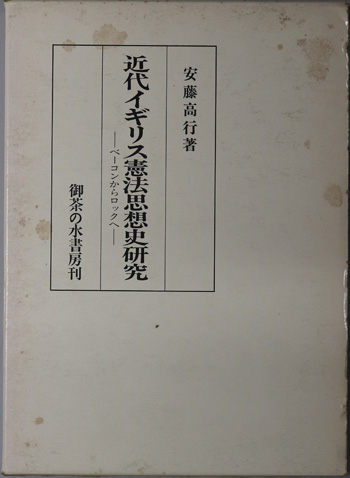 安藤高行著
近代イギリス憲法思想史研究
――ベーコンからロックへ――
御茶の水書房刊